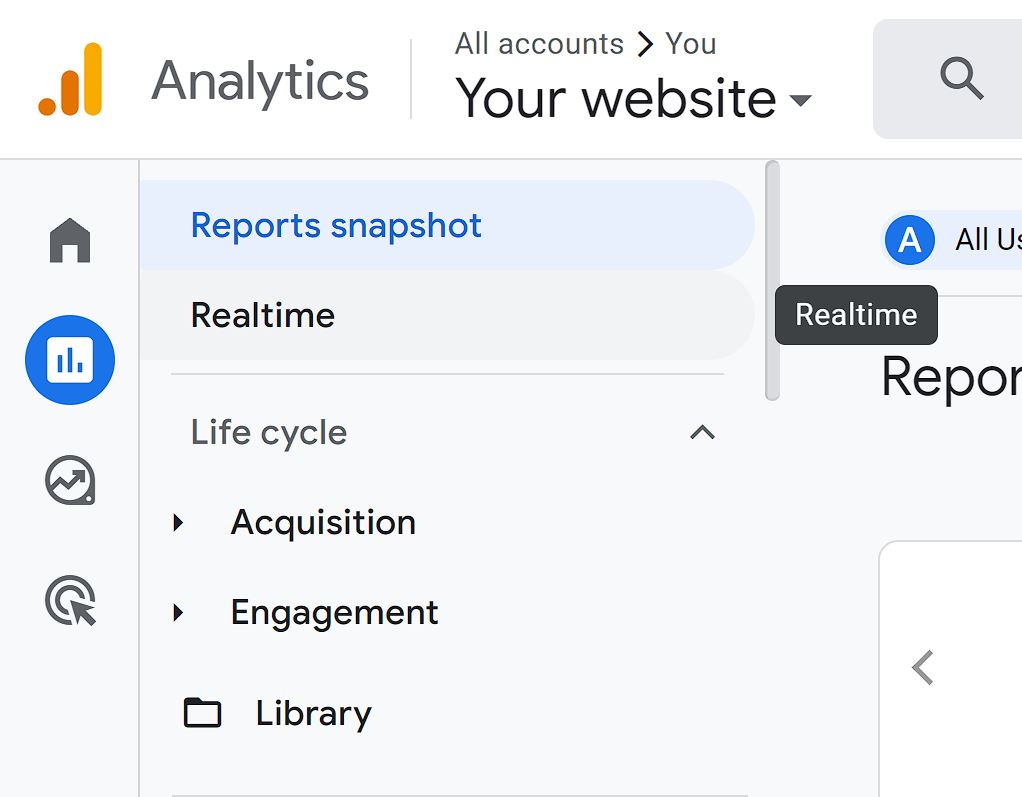 Analytics
All accounts > You
Your website
Reports snapshot
Realtime
Realtime
A
All Us
Repor
Life cycle
Acquisition
Engagement
Library